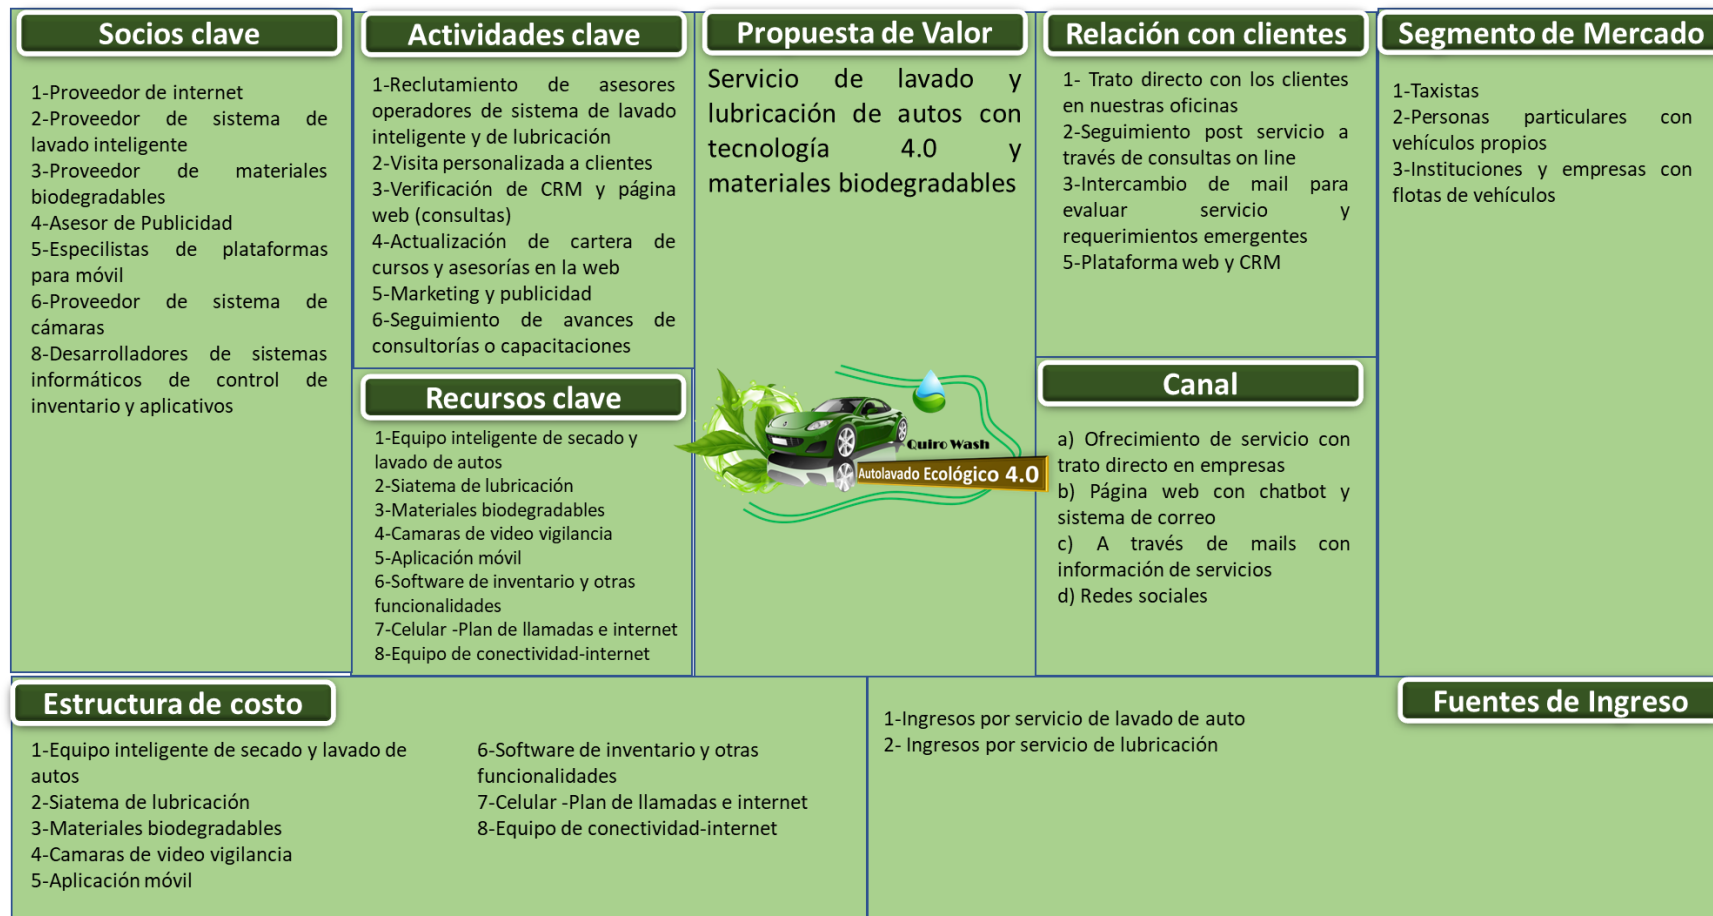 Socios clave
1-Proveedor de internet
2-Proveedor de sistema de
lavado inteligente
3-Proveedor de materiales
biodegradables
4-Asesor de Publicidad
5-Especilistas de plataformas
para móvil
6-Proveedor de sistema de
cámaras
8-Desarrolladores de sistemas
informáticos de control de
inventario y aplicativos
Actividades clave
1-Reclutamiento de asesores
operadores de sistema de lavado
inteligente y de lubricación
2-Visita personalizada a clientes
3-Verificación de CRM y página
web (consultas)
4-Actualización de cartera de
cursos y asesorías en la web
5-Marketing y publicidad
6-Seguimiento de avances de
consultorías o capacitaciones
Recursos clave
1-Equipo inteligente de secado y
lavado de autos
2-Siatema de lubricación
3-Materiales biodegradables
4-Camaras de video vigilancia
5-Aplicación móvil
6-Software de inventario y otras
funcionalidades
7-Celular -Plan de llamadas e internet
8-Equipo de conectividad-internet
Propuesta de Valor
Servicio de lavado y
lubricación de autos con
tecnología 4.0 y
materiales biodegradables
Quiro Wash
Autolavado Ecológico 4.0
Relación con clientes
1- Trato directo con los clientes
en nuestras oficinas
2-Seguimiento post servicio a
través de consultas on line
3-Intercambio de mail para
evaluar servicio y
requerimientos emergentes
5-Plataforma web y CRM
Canal
a) Ofrecimiento de servicio con
trato directo en empresas
b) Página web con chatbot y
sistema de correo
c) A través de mails con
información de servicios
d) Redes sociales
Segmento de Mercado
1-Taxistas
2-Personas particulares con
vehículos propios
3-Instituciones y empresas con
flotas de vehículos
Estructura de costo
1-Equipo inteligente de secado y lavado de
autos
2-Siatema de lubricación
3-Materiales biodegradables
4-Camaras de video vigilancia
5-Aplicación móvil
6-Software de inventario y otras
funcionalidades
7-Celular -Plan de llamadas e internet
8-Equipo de conectividad-internet
Fuentes de Ingreso
1-Ingresos por servicio de lavado de auto
2- Ingresos por servicio de lubricación